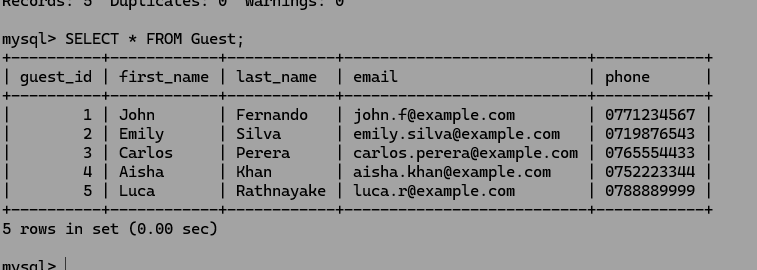 Records: 5  Duplicates: 0  Warnings: 0
mysql> SELECT * FROM Guest;
+----------+------------+------------+---------------------------+------------+
| guest_id | first_name | last_name  | email                     | phone      |
+----------+------------+------------+---------------------------+------------+
|        1 | John       | Fernando   | john.f@example.com        | 0771234567 |
|        2 | Emily      | Silva      | emily.silva@example.com   | 0719876543 |
|        3 | Carlos     | Perera     | carlos.perera@example.com | 0765554433 |
|        4 | Aisha      | Khan       | aisha.khan@example.com    | 0752223344 |
|        5 | Luca       | Rathnayake | luca.r@example.com        | 0788889999 |
+----------+------------+------------+---------------------------+------------+
5 rows in set (0.00 sec)
mysql>